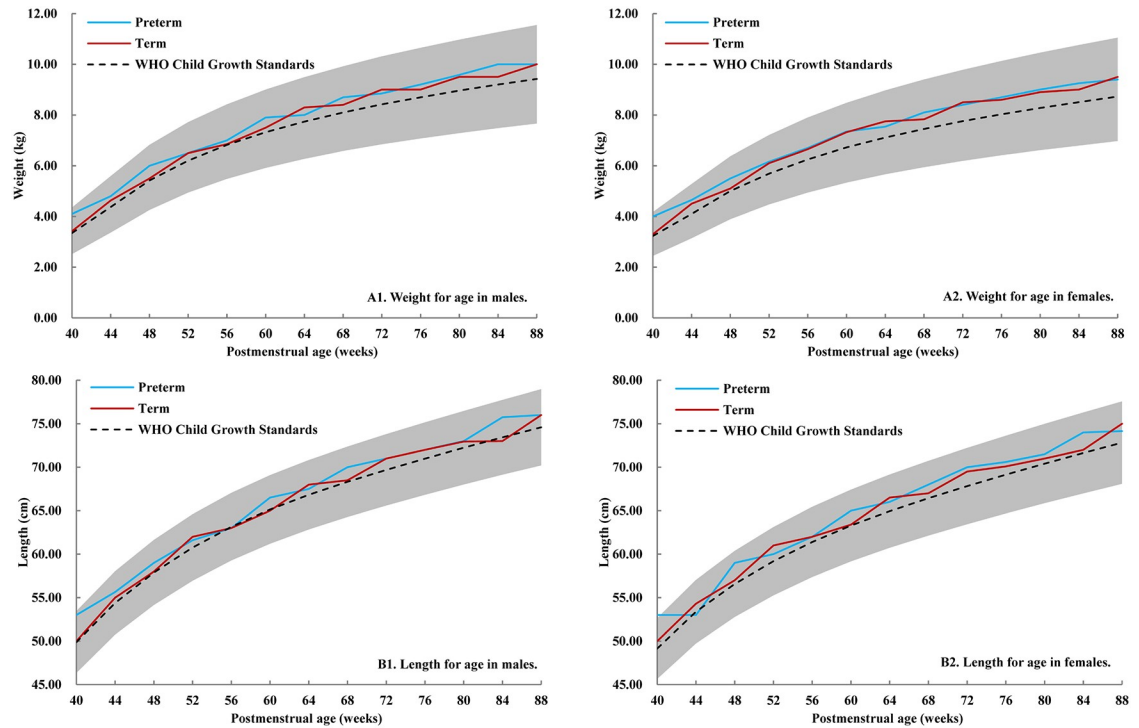 12.00
10.00
8.00
6.00
4.00
2.00
0.00
Weight (kg)
Preterm
Term
WHO Child Growth Standards
A1. Weight for age in males.
40 44 48 52 56 60 64 68 72 76 80 84 88
Postmenstrual age (weeks)
12.00
10.00
8.00
6.00
4.00
2.00
0.00
Weight (kg)
Preterm
Term
WHO Child Growth Standards
A2. Weight for age in females.
40 44 48 52 56 60 64 68 72 76 80 84 88
Postmenstrual age (weeks)
80.00
75.00
70.00
65.00
60.00
55.00
50.00
45.00
Length (cm)
Preterm
Term
WHO Child Growth Standards
B1. Length for age in males.
40 44 48 52 56 60 64 68 72 76 80 84 88
Postmenstrual age (weeks)
80.00
75.00
70.00
65.00
60.00
55.00
50.00
45.00
Length (cm)
Preterm
Term
WHO Child Growth Standards
B2. Length for age in females.
40 44 48 52 56 60 64 68 72 76 80 84 88
Postmenstrual age (weeks)